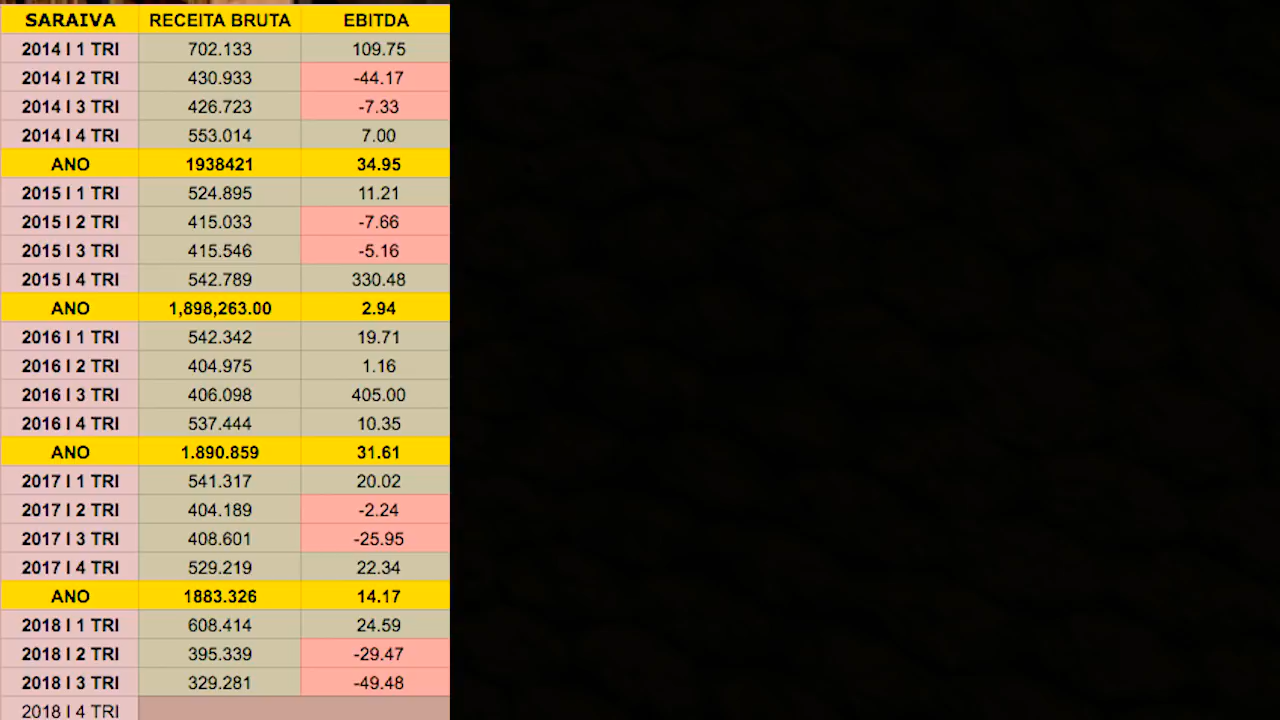 SARAIVA RECEITA BRUTA EBITDA
2014 I 1 TRI 702.133 109.75
2014 I 2 TRI 430.933 -44.17
2014 I 3 TRI 426.723 -7.33
2014 I 4 TRI 553.014 7.00
ANO 1938421 34.95
2015 I 1 TRI 524.895 11.21
2015 I 2 TRI 415.033 -7.66
2015 I 3 TRI 415.546 -5.16
2015 I 4 TRI 542.789 330.48
ANO 1,898,263.00 2.94
2016 I 1 TRI 542.342 19.71
2016 I 2 TRI 404.975 1.16
2016 I 3 TRI 406.098 405.00
2016 I 4 TRI 537.444 10.35
ANO 1.890.859 31.61
2017 I 1 TRI 541.317 20.02
2017 I 2 TRI 404.189 -2.24
2017 I 3 TRI 408.601 -25.95
2017 I 4 TRI 529.219 22.34
ANO 1883.326 14.17
2018 I 1 TRI 608.414 24.59
2018 I 2 TRI 395.339 -29.47
2018 I 3 TRI 329.281 -49.48
2018 I 4 TRI